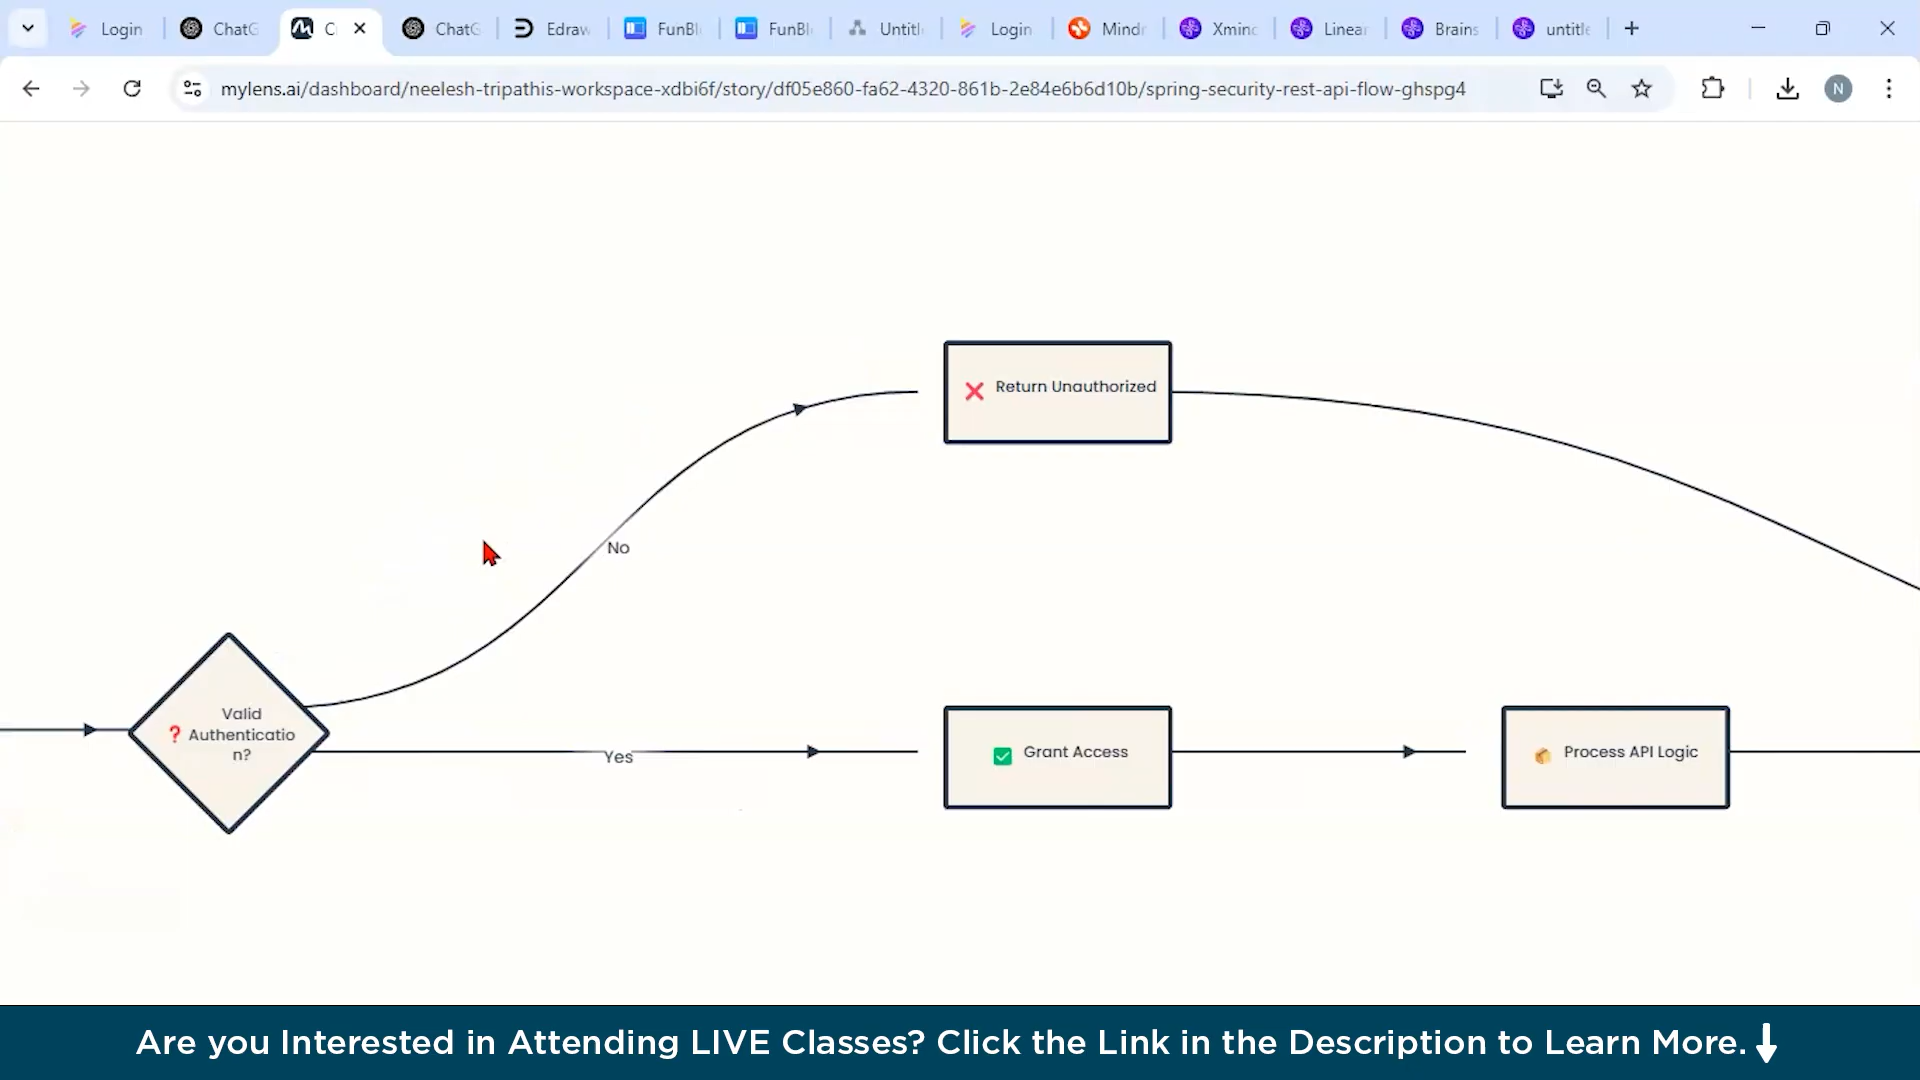 Login
ChatG
C
ChatG
Edraw
FunBl
FunBl
Untitl
Login
Mind
Xmind
Linear
Brains
untitle
mylens.ai/dashboard/neelesh-tripathis-workspace-xdbi6f/story/df05e860-fa62-4320-861b-2e84e6b6d10b/spring-security-rest-api-flow-ghspg4
N
Return Unauthorized
No
Valid
Authenticatio
n?
Yes
Grant Access
Process API Logic
Are you Interested in Attending LIVE Classes? Click the Link in the Description to Learn More.